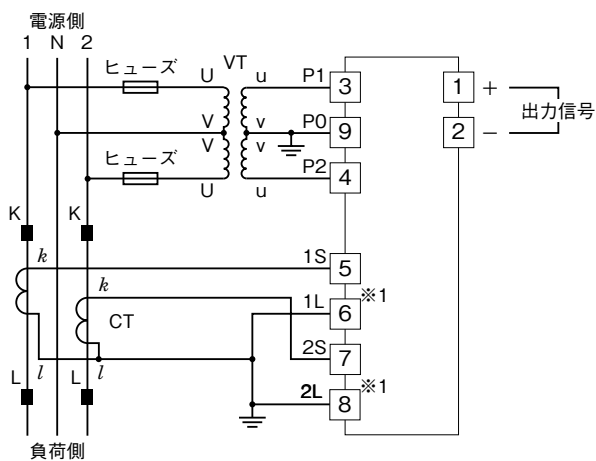 電源側
1 N 2
ヒューズ
U VT u P1 3 1 +
出力信号
V v P0 9 2 −
V v
ヒューズ
U u P2 4
K K
k 1S 5
k 1L 6 ※1
CT
2S 7
L l L l
2L 8 ※1
負荷側